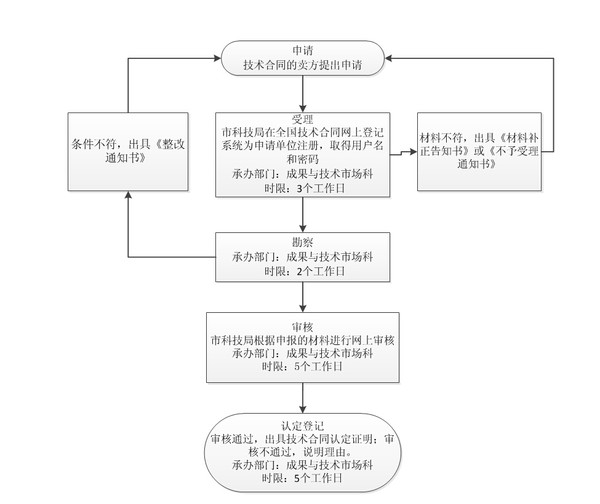 申请
技术合同的卖方提出申请
受理
市科技局在全国技术合同网上登记
系统为申请单位注册，取得用户名
和密码
承办部门：成果与技术市场科
时限：3个工作日
条件不符，出具《整改
通知书》
材料不符，出具《材料补
正告知书》或《不予受理
通知书》
勘察
承办部门：成果与技术市场科
时限：2个工作日
审核
市科技局根据申报的材料进行网上审核
承办部门：成果与技术市场科
时限：5个工作日
认定登记
审核通过，出具技术合同认定证明；审
核不通过，说明理由。
承办部门：成果与技术市场科
时限：5个工作日